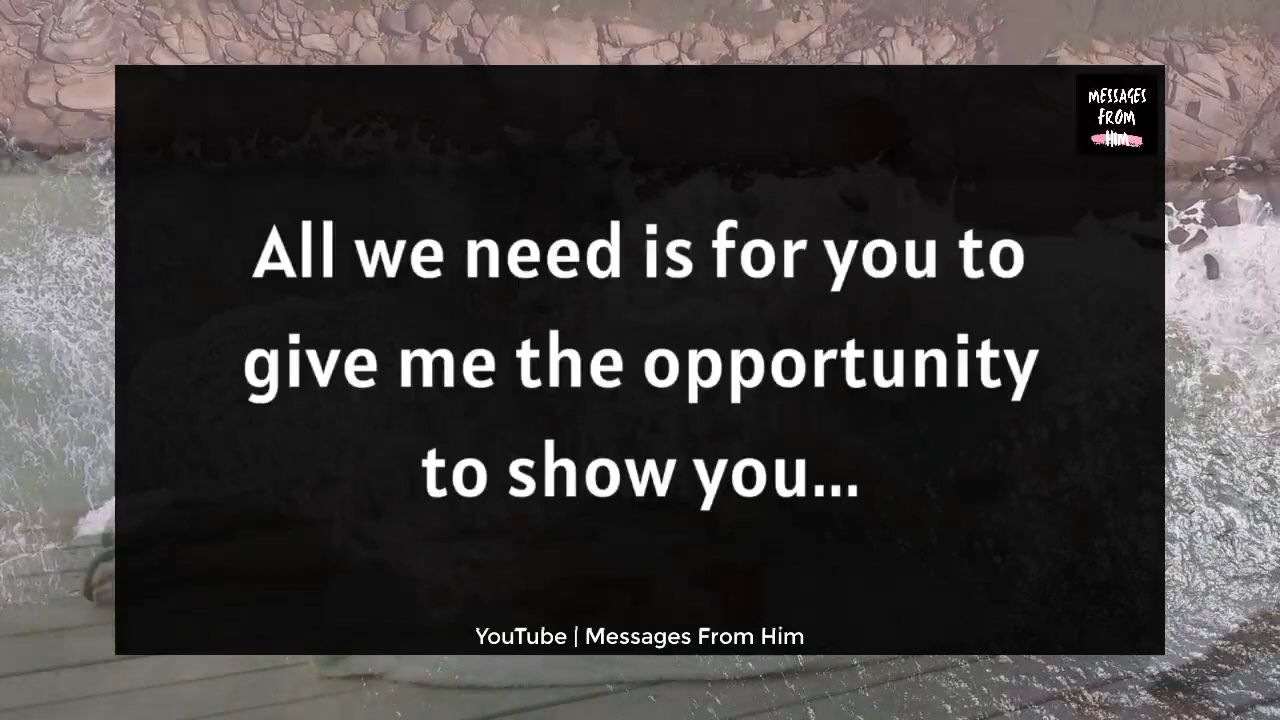 MESSAGES
FROM
HIM
All we need is for you to
give me the opportunity
to show you...
YouTube | Messages From Him